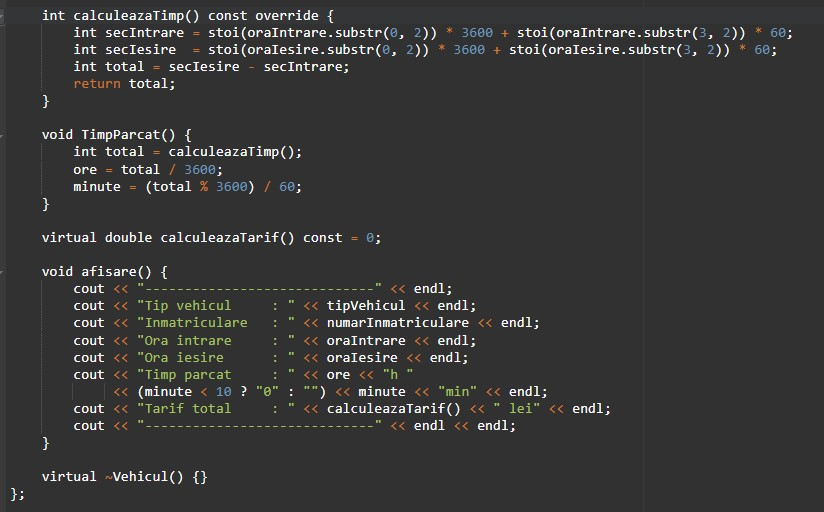 int calculeazaTimp() const override {
    int secIntrare = stoi(oraIntrare.substr(0, 2)) * 3600 + stoi(oraIntrare.substr(3, 2)) * 60;
    int secIesire  = stoi(oraIesire.substr(0, 2)) * 3600 + stoi(oraIesire.substr(3, 2)) * 60;
    int total = secIesire - secIntrare;
    return total;
}
void TimpParcat() {
    int total = calculeazaTimp();
    ore = total / 3600;
    minute = (total % 3600) / 60;
}
virtual double calculeazaTarif() const = 0;
void afisare() {
    cout << "-----------------------------" << endl;
    cout << "Tip vehicul     : " << tipVehicul << endl;
    cout << "Inmatriculare   : " << numarInmatriculare << endl;
    cout << "Ora intrare     : " << oraIntrare << endl;
    cout << "Ora iesire      : " << oraIesire << endl;
    cout << "Timp parcat     : " << ore << "h "
         << (minute < 10 ? "0" : "") << minute << "min" << endl;
    cout << "Tarif total     : " << calculeazaTarif() << " lei" << endl;
    cout << "-----------------------------" << endl << endl;
}
virtual ~Vehicul() {}
};